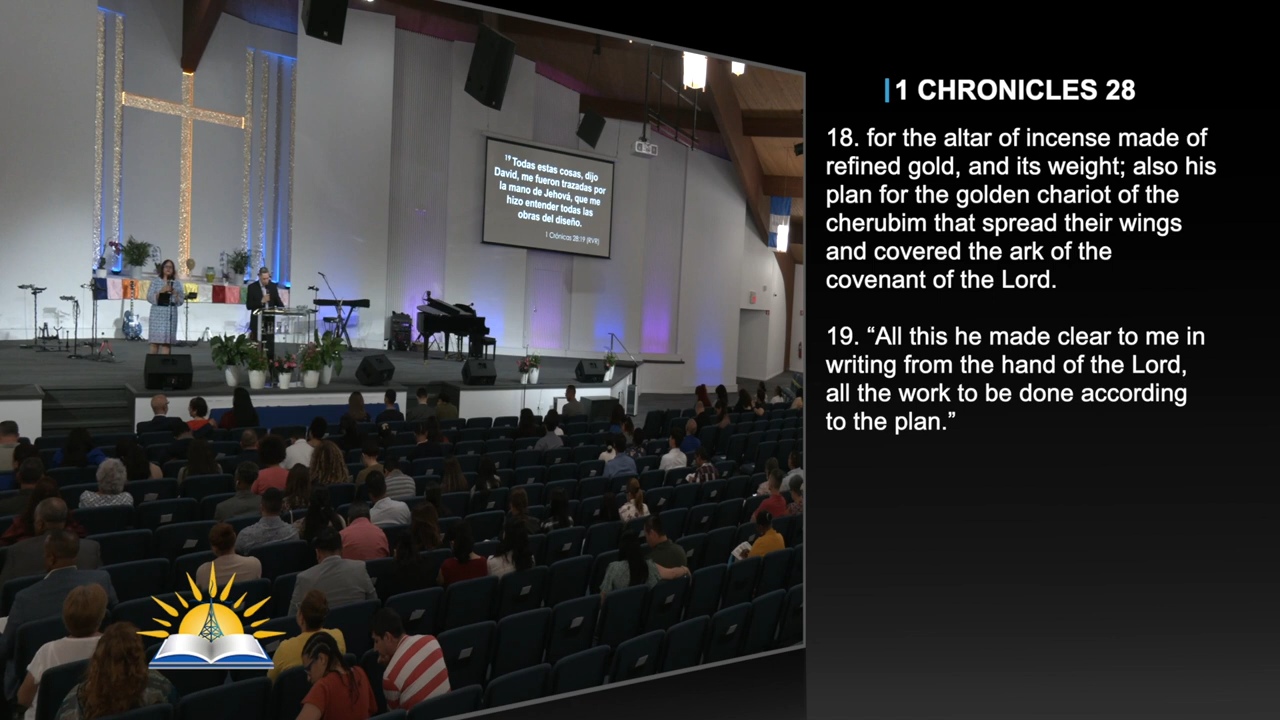 19 Todas estas cosas, dijo
David, me fueron trazadas por
la mano de Jehová, que me
hizo entender todas las
obras del diseño.
1 Crónicas 28:19 (RVR)
1 CHRONICLES 28
18. for the altar of incense made of
refined gold, and its weight; also his
plan for the golden chariot of the
cherubim that spread their wings
and covered the ark of the
covenant of the Lord.
19. “All this he made clear to me in
writing from the hand of the Lord,
all the work to be done according
to the plan.”